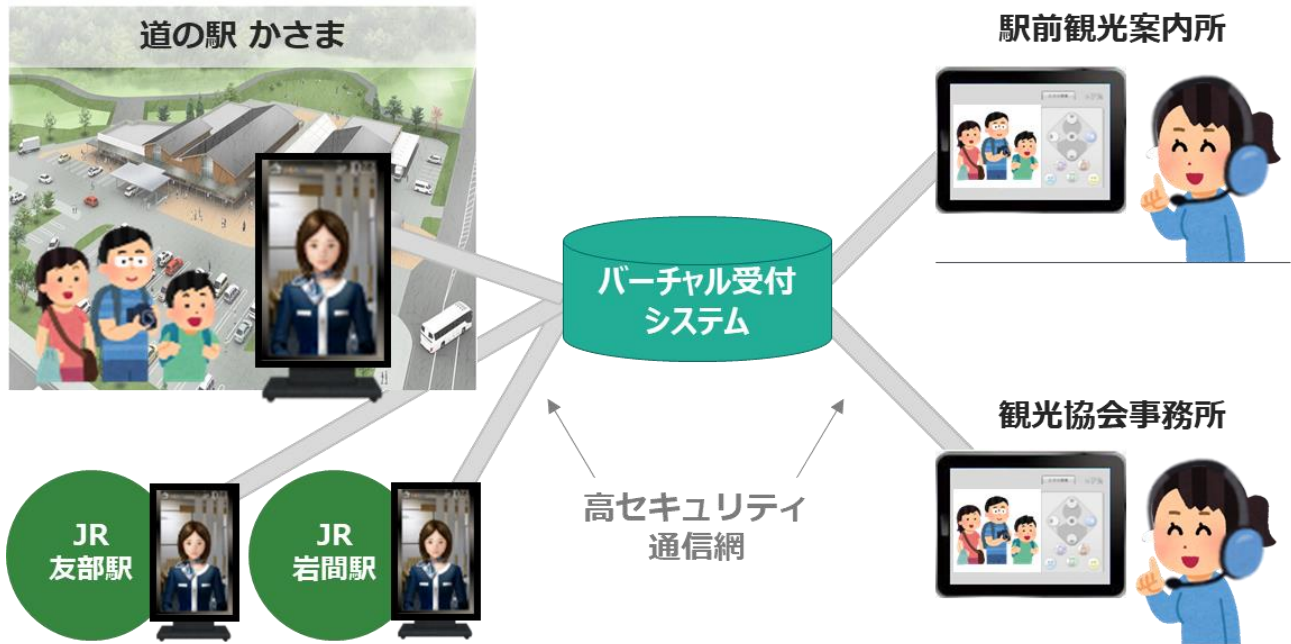 道の駅 かさま
駅前観光案内所
バーチャル受付
システム
観光協会事務所
高セキュリティ
通信網
JR
友部駅
JR
岩間駅